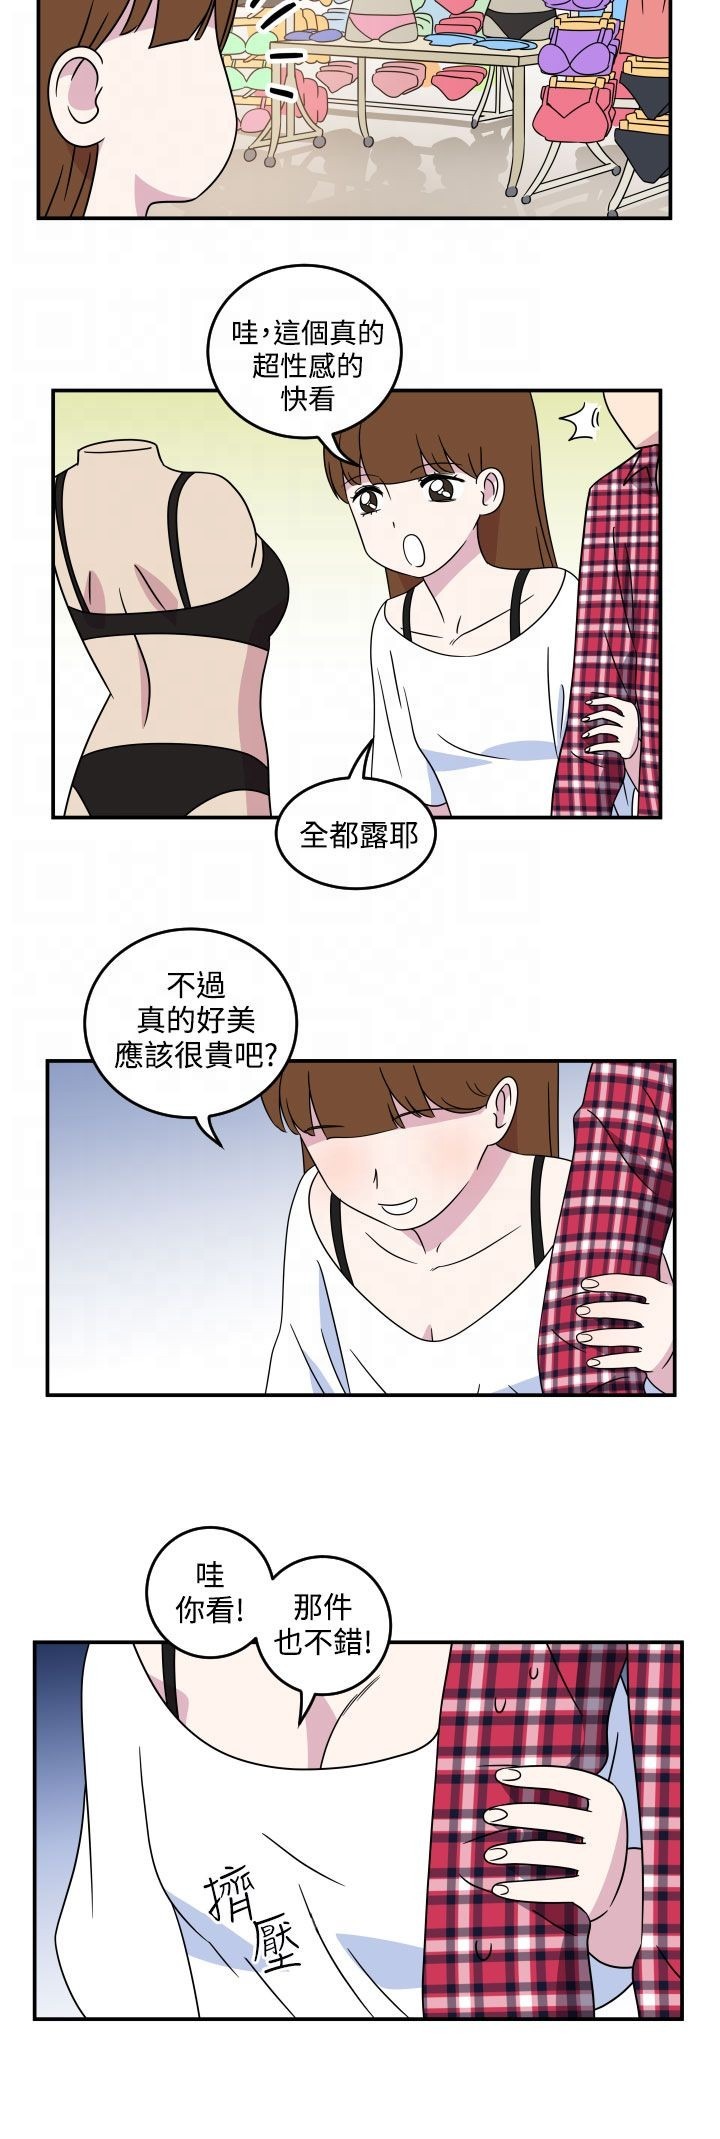 哇，這個真的
超性感的
快看
全都露耶
不過
真的好美
應該很貴吧?
哇
你看!
那件
也不錯!
擠
壓